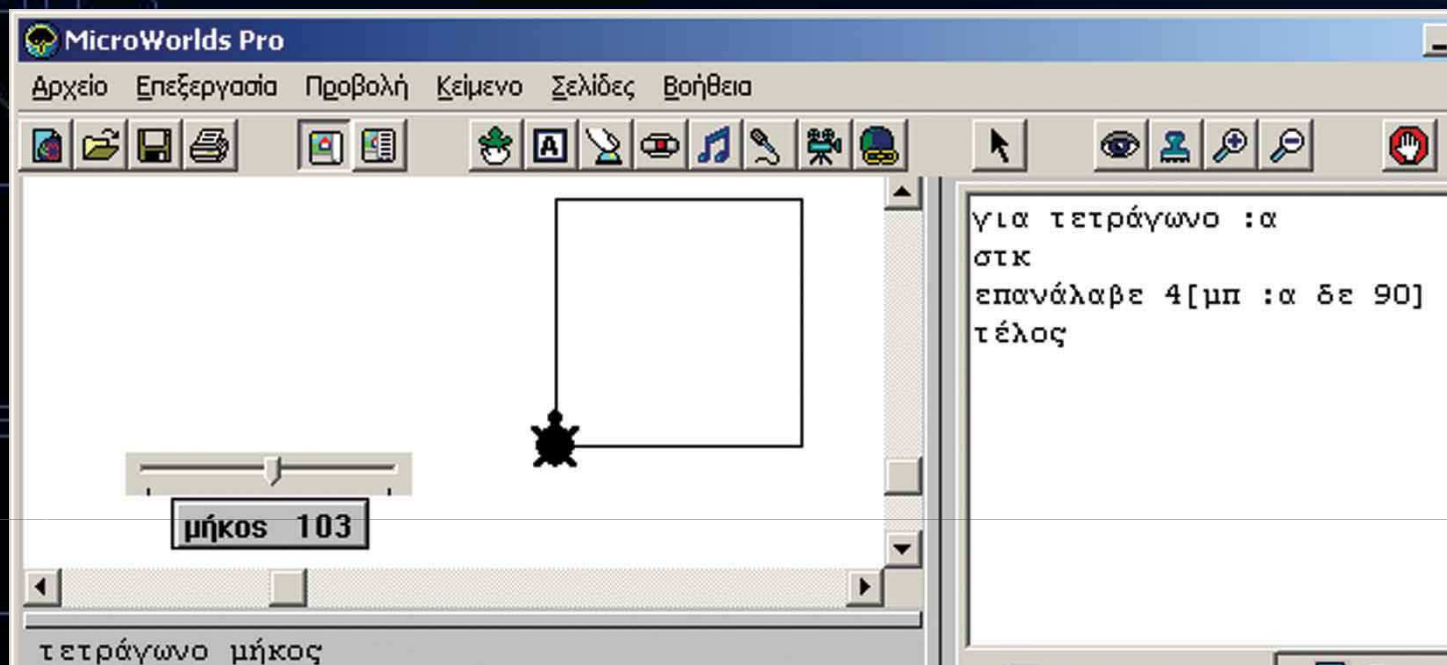 MicroWorlds Pro
Αρχείο Επεξεργασία Προβολή Κείμενο Σελίδες Βοήθεια
για τετράγωνο :α
στκ
επανάλαβε 4[μπ :α δε 90]
τέλος
μήκος 103
τετράγωνο μήκος